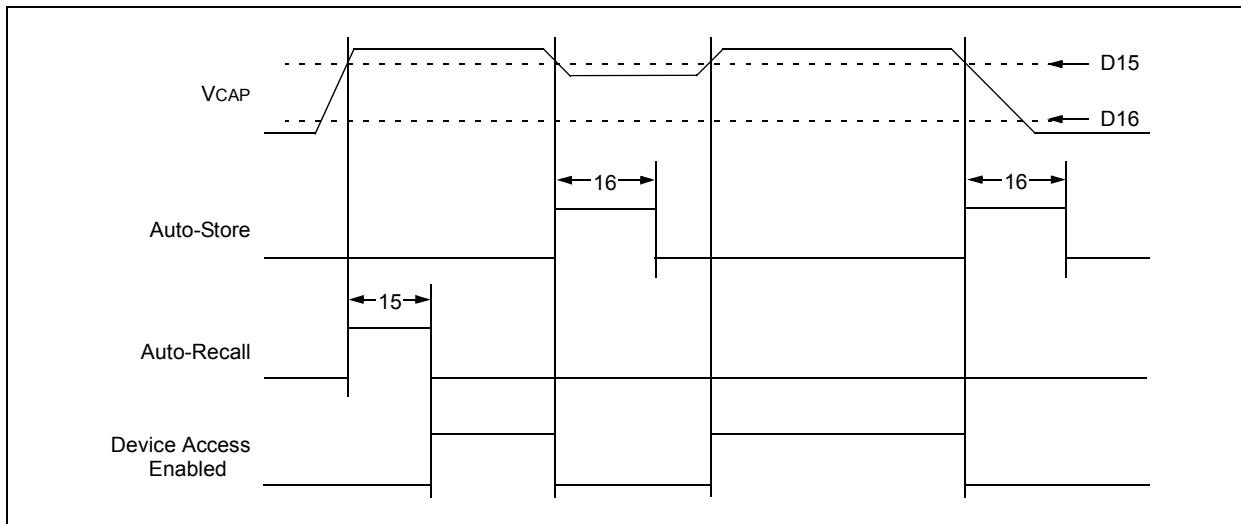 D15
VCAP
D16
16
16
Auto-Store
15
Auto-Recall
Device Access
Enabled